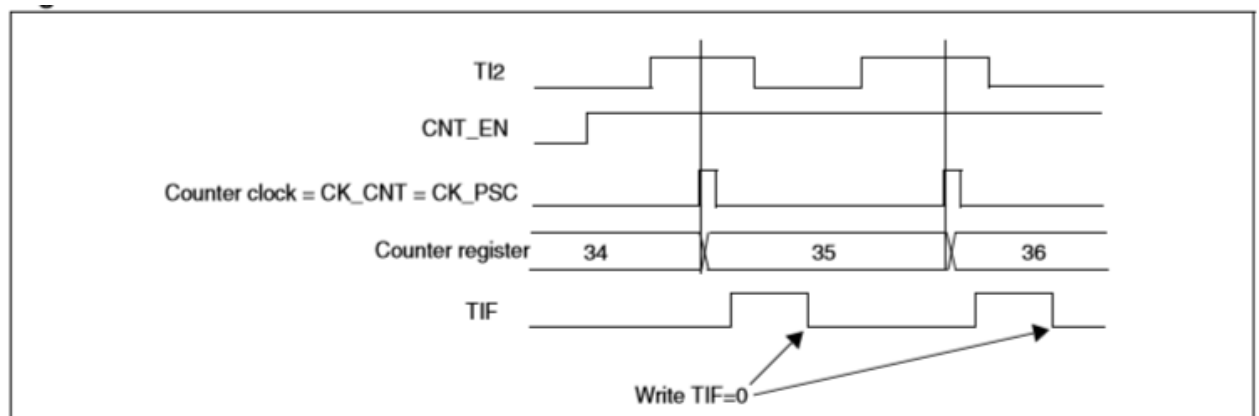 TI2
CNT_EN
Counter clock = CK_CNT = CK_PSC
Counter register 34 35 36
TIF
Write TIF=0